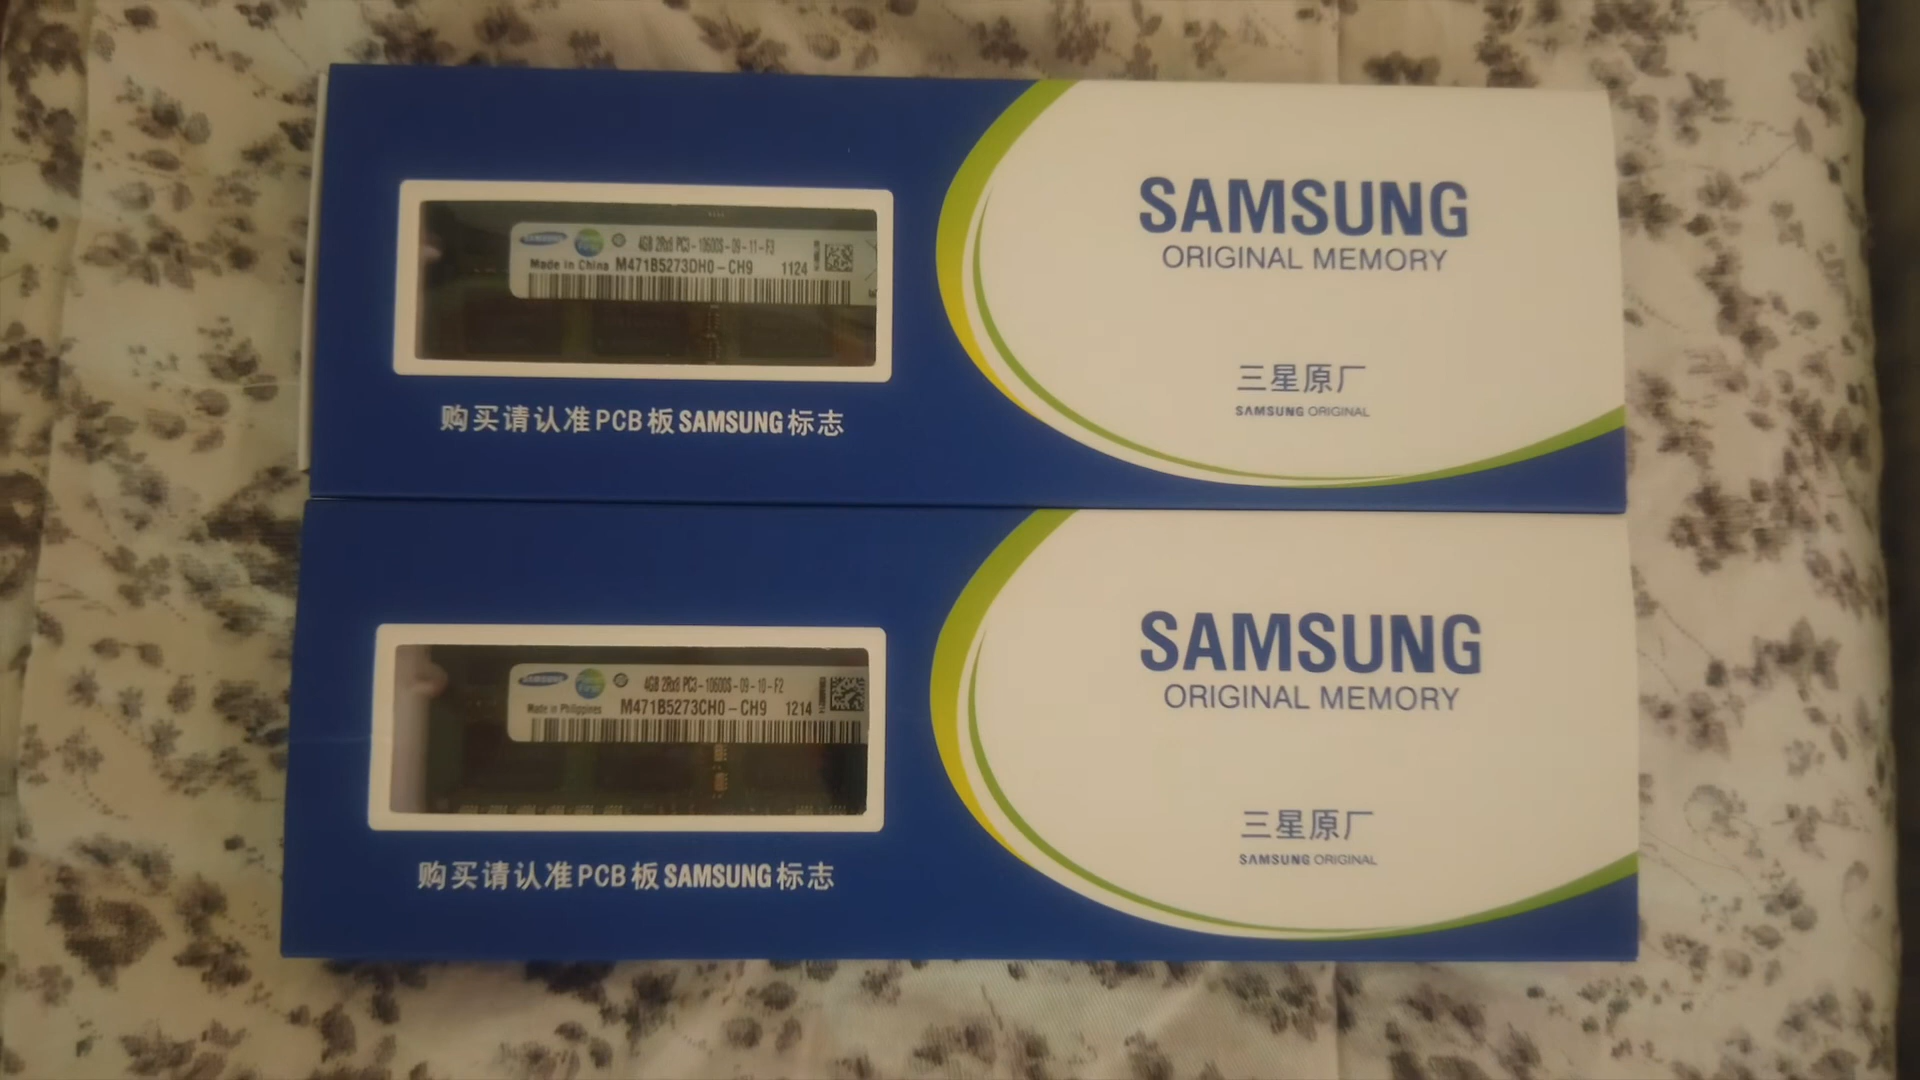 SAMSUNG
4GB 2Rx8 PC3-10600S-09-11-F3
Made in China M471B5273DH0-CH9 1124
购买请认准PCB板SAMSUNG标志
SAMSUNG
ORIGINAL MEMORY
三星原厂
SAMSUNG ORIGINAL
SAMSUNG
4GB 2Rx8 PC3-10600S-09-10-F2
Made in Philippines M471B5273CH0-CH9 1214
购买请认准PCB板SAMSUNG标志
SAMSUNG
ORIGINAL MEMORY
三星原厂
SAMSUNG ORIGINAL